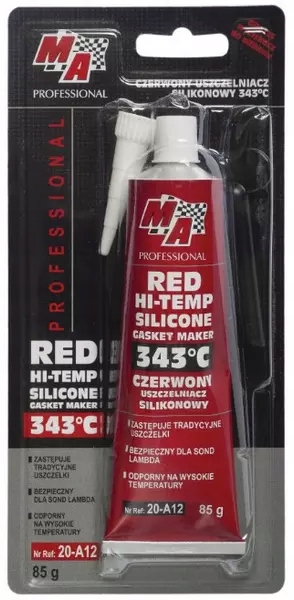 MA
PROFESSIONAL
CZERWONY USZCZELNIACZ
SILIKONOWY 343°C
PROFESSIONAL
MA
PROFESSIONAL
RED
HI-TEMP
SILICONE
GASKET MAKER
343°C
CZERWONY
USZCZELNIACZ
SILIKONOWY
ZASTĘPUJE TRADYCYJNE
USZCZELKI
BEZPIECZNY DLA SOND
LAMBDA
ODPORNY NA WYSOKIE
TEMPERATURY
Nr Ref: 20-A12
85 g
RED
HI-TEMP
SILICONE
GASKET MAKER
343°C
ZASTĘPUJE
TRADYCYJNE
USZCZELKI
BEZPIECZNY
DLA SOND LAMBDA
ODPORNY
NA WYSOKIE
TEMPERATURY
Nr Ref: 20-A12
85 g